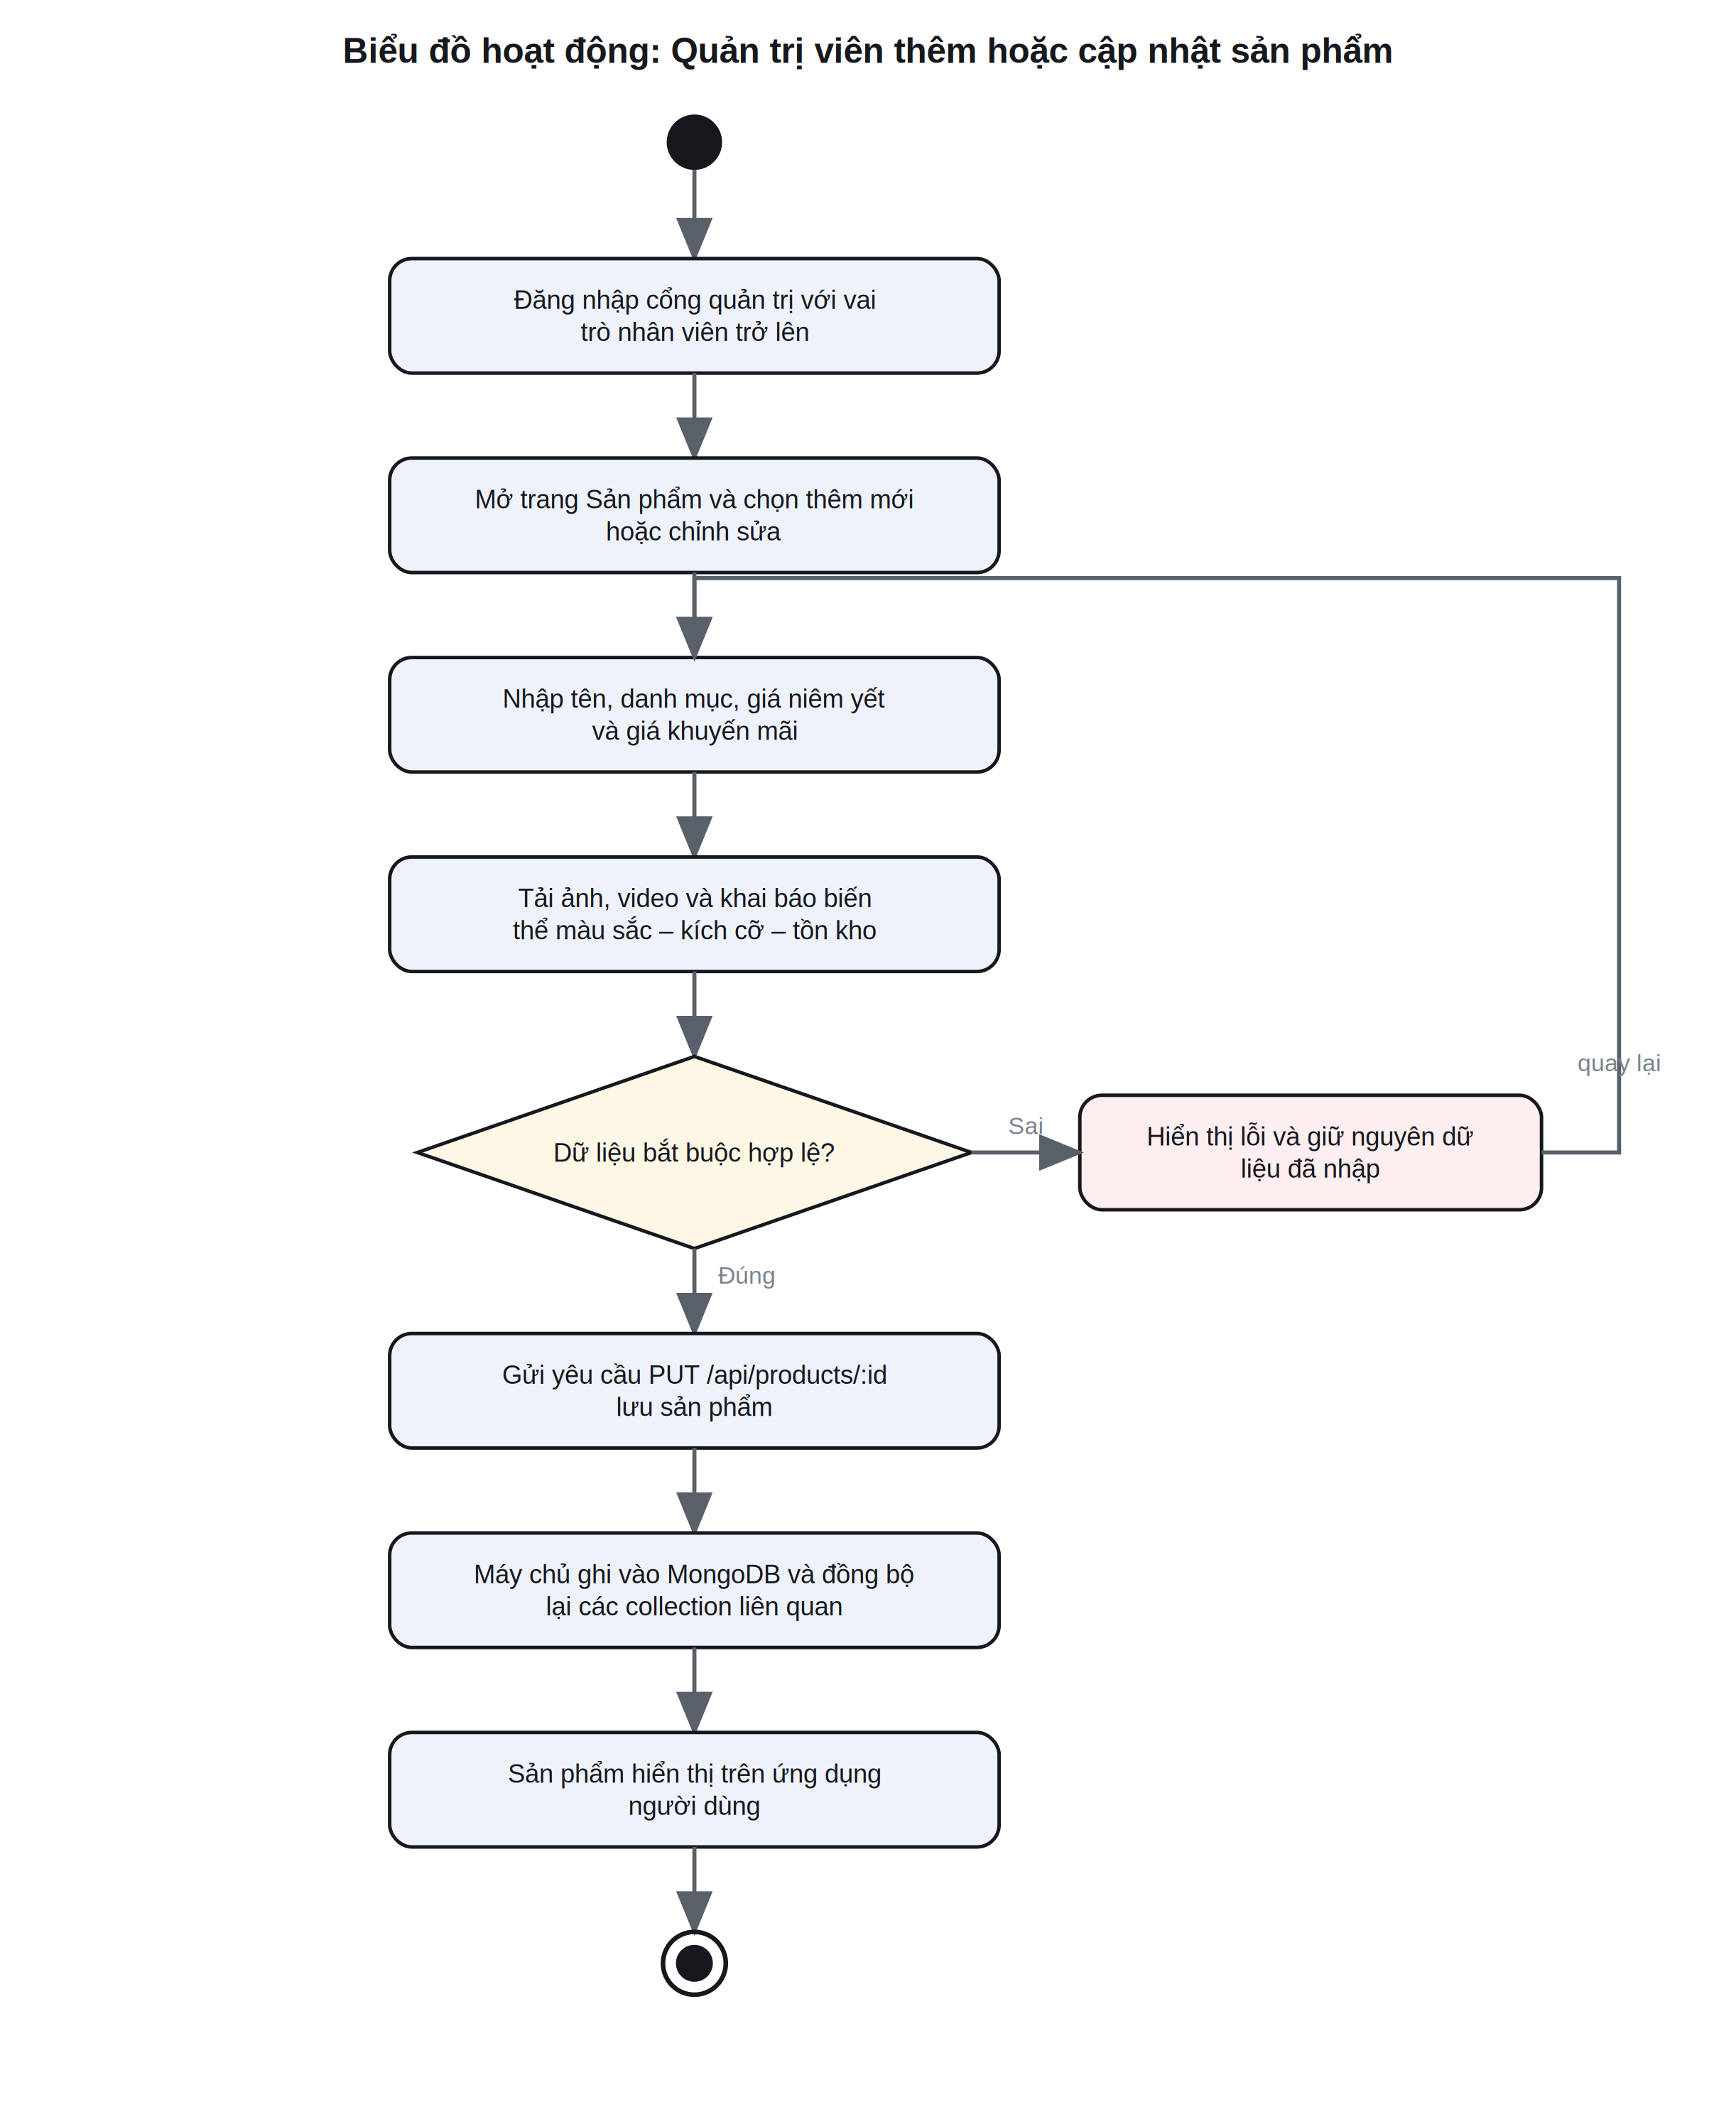 Biểu đồ hoạt động: Quản trị viên thêm hoặc cập nhật sản phẩm
Đăng nhập cổng quản trị với vai
trò nhân viên trở lên
Mở trang Sản phẩm và chọn thêm mới
hoặc chỉnh sửa
Nhập tên, danh mục, giá niêm yết
và giá khuyến mãi
Tải ảnh, video và khai báo biến
thể màu sắc – kích cỡ – tồn kho
Dữ liệu bắt buộc hợp lệ?
Sai
Hiển thị lỗi và giữ nguyên dữ
liệu đã nhập
quay lại
Đúng
Gửi yêu cầu PUT /api/products/:id
lưu sản phẩm
Máy chủ ghi vào MongoDB và đồng bộ
lại các collection liên quan
Sản phẩm hiển thị trên ứng dụng
người dùng